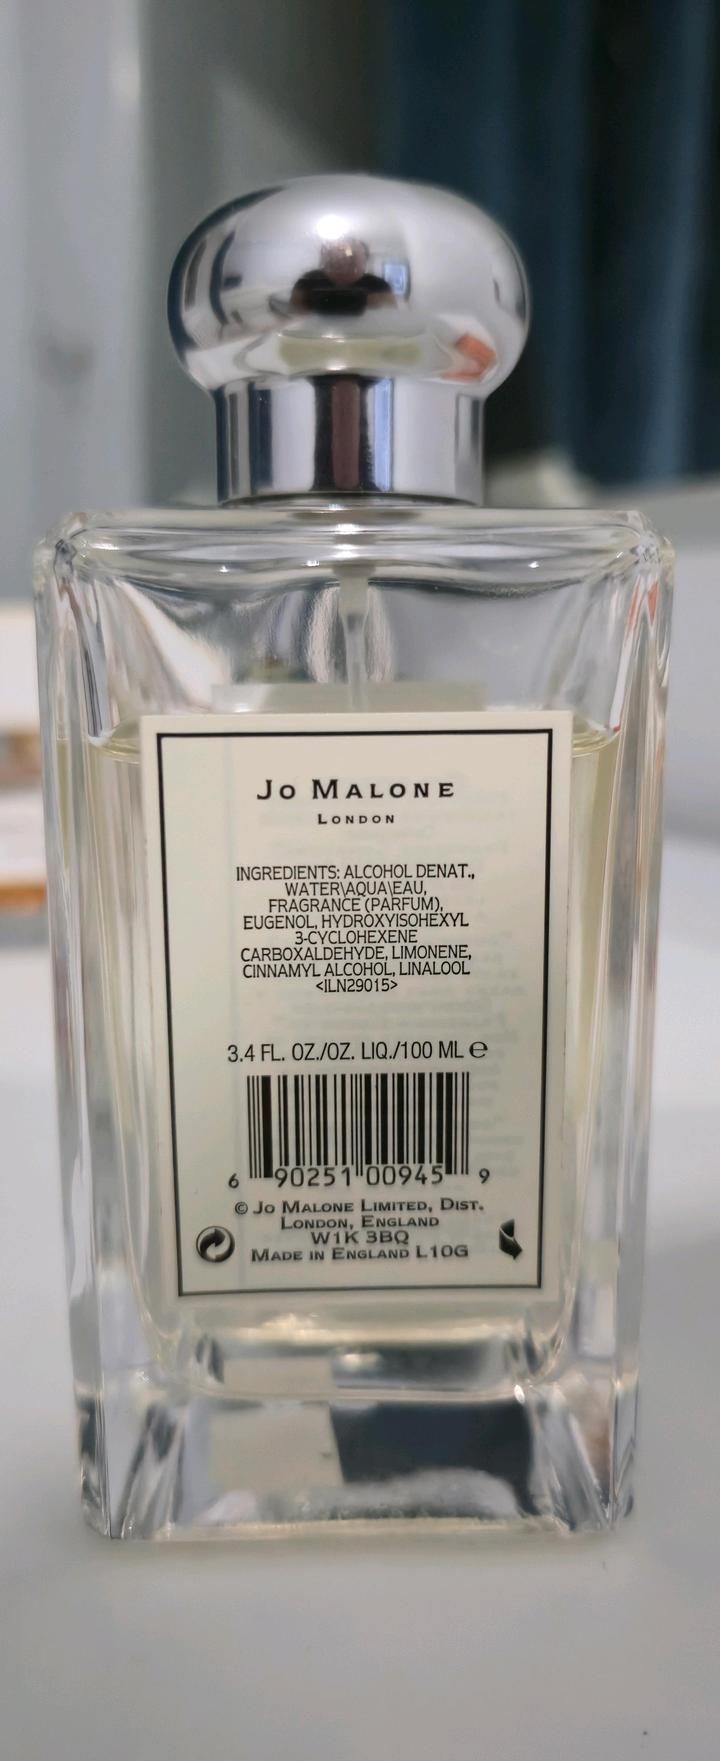 Jo Malone
London
INGREDIENTS: ALCOHOL DENAT.,
WATER\AQUA\EAU,
FRAGRANCE (PARFUM),
EUGENOL, HYDROXYISOHEXYL
3-CYCLOHEXENE
CARBOXALDEHYDE, LIMONENE,
CINNAMYL ALCOHOL, LINALOOL
<ILN29015>
3.4 FL. OZ./OZ. LIQ./100 ML ℮
6 90251 00945 9
© Jo Malone Limited, Dist.
London, England
W1K 3BQ
Made in England L10G